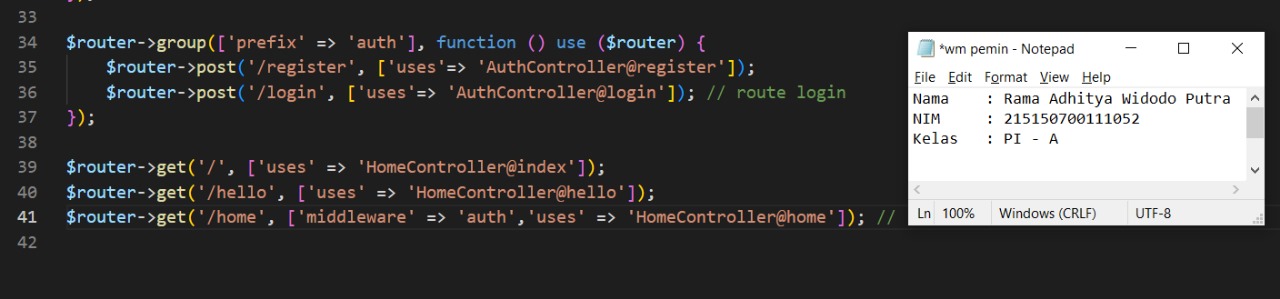 });
33
34 $router->group(['prefix' => 'auth'], function () use ($router) {
35 $router->post('/register', ['uses'=> 'AuthController@register']);
36 $router->post('/login', ['uses'=> 'AuthController@login']); // route login
37 });
38
39 $router->get('/', ['uses' => 'HomeController@index']);
40 $router->get('/hello', ['uses' => 'HomeController@hello']);
41 $router->get('/home', ['middleware' => 'auth','uses' => 'HomeController@home']); //
42
*wm pemin - Notepad
File Edit Format View Help
Nama : Rama Adhitya Widodo Putra
NIM : 215150700111052
Kelas : PI - A
Ln 100% Windows (CRLF) UTF-8